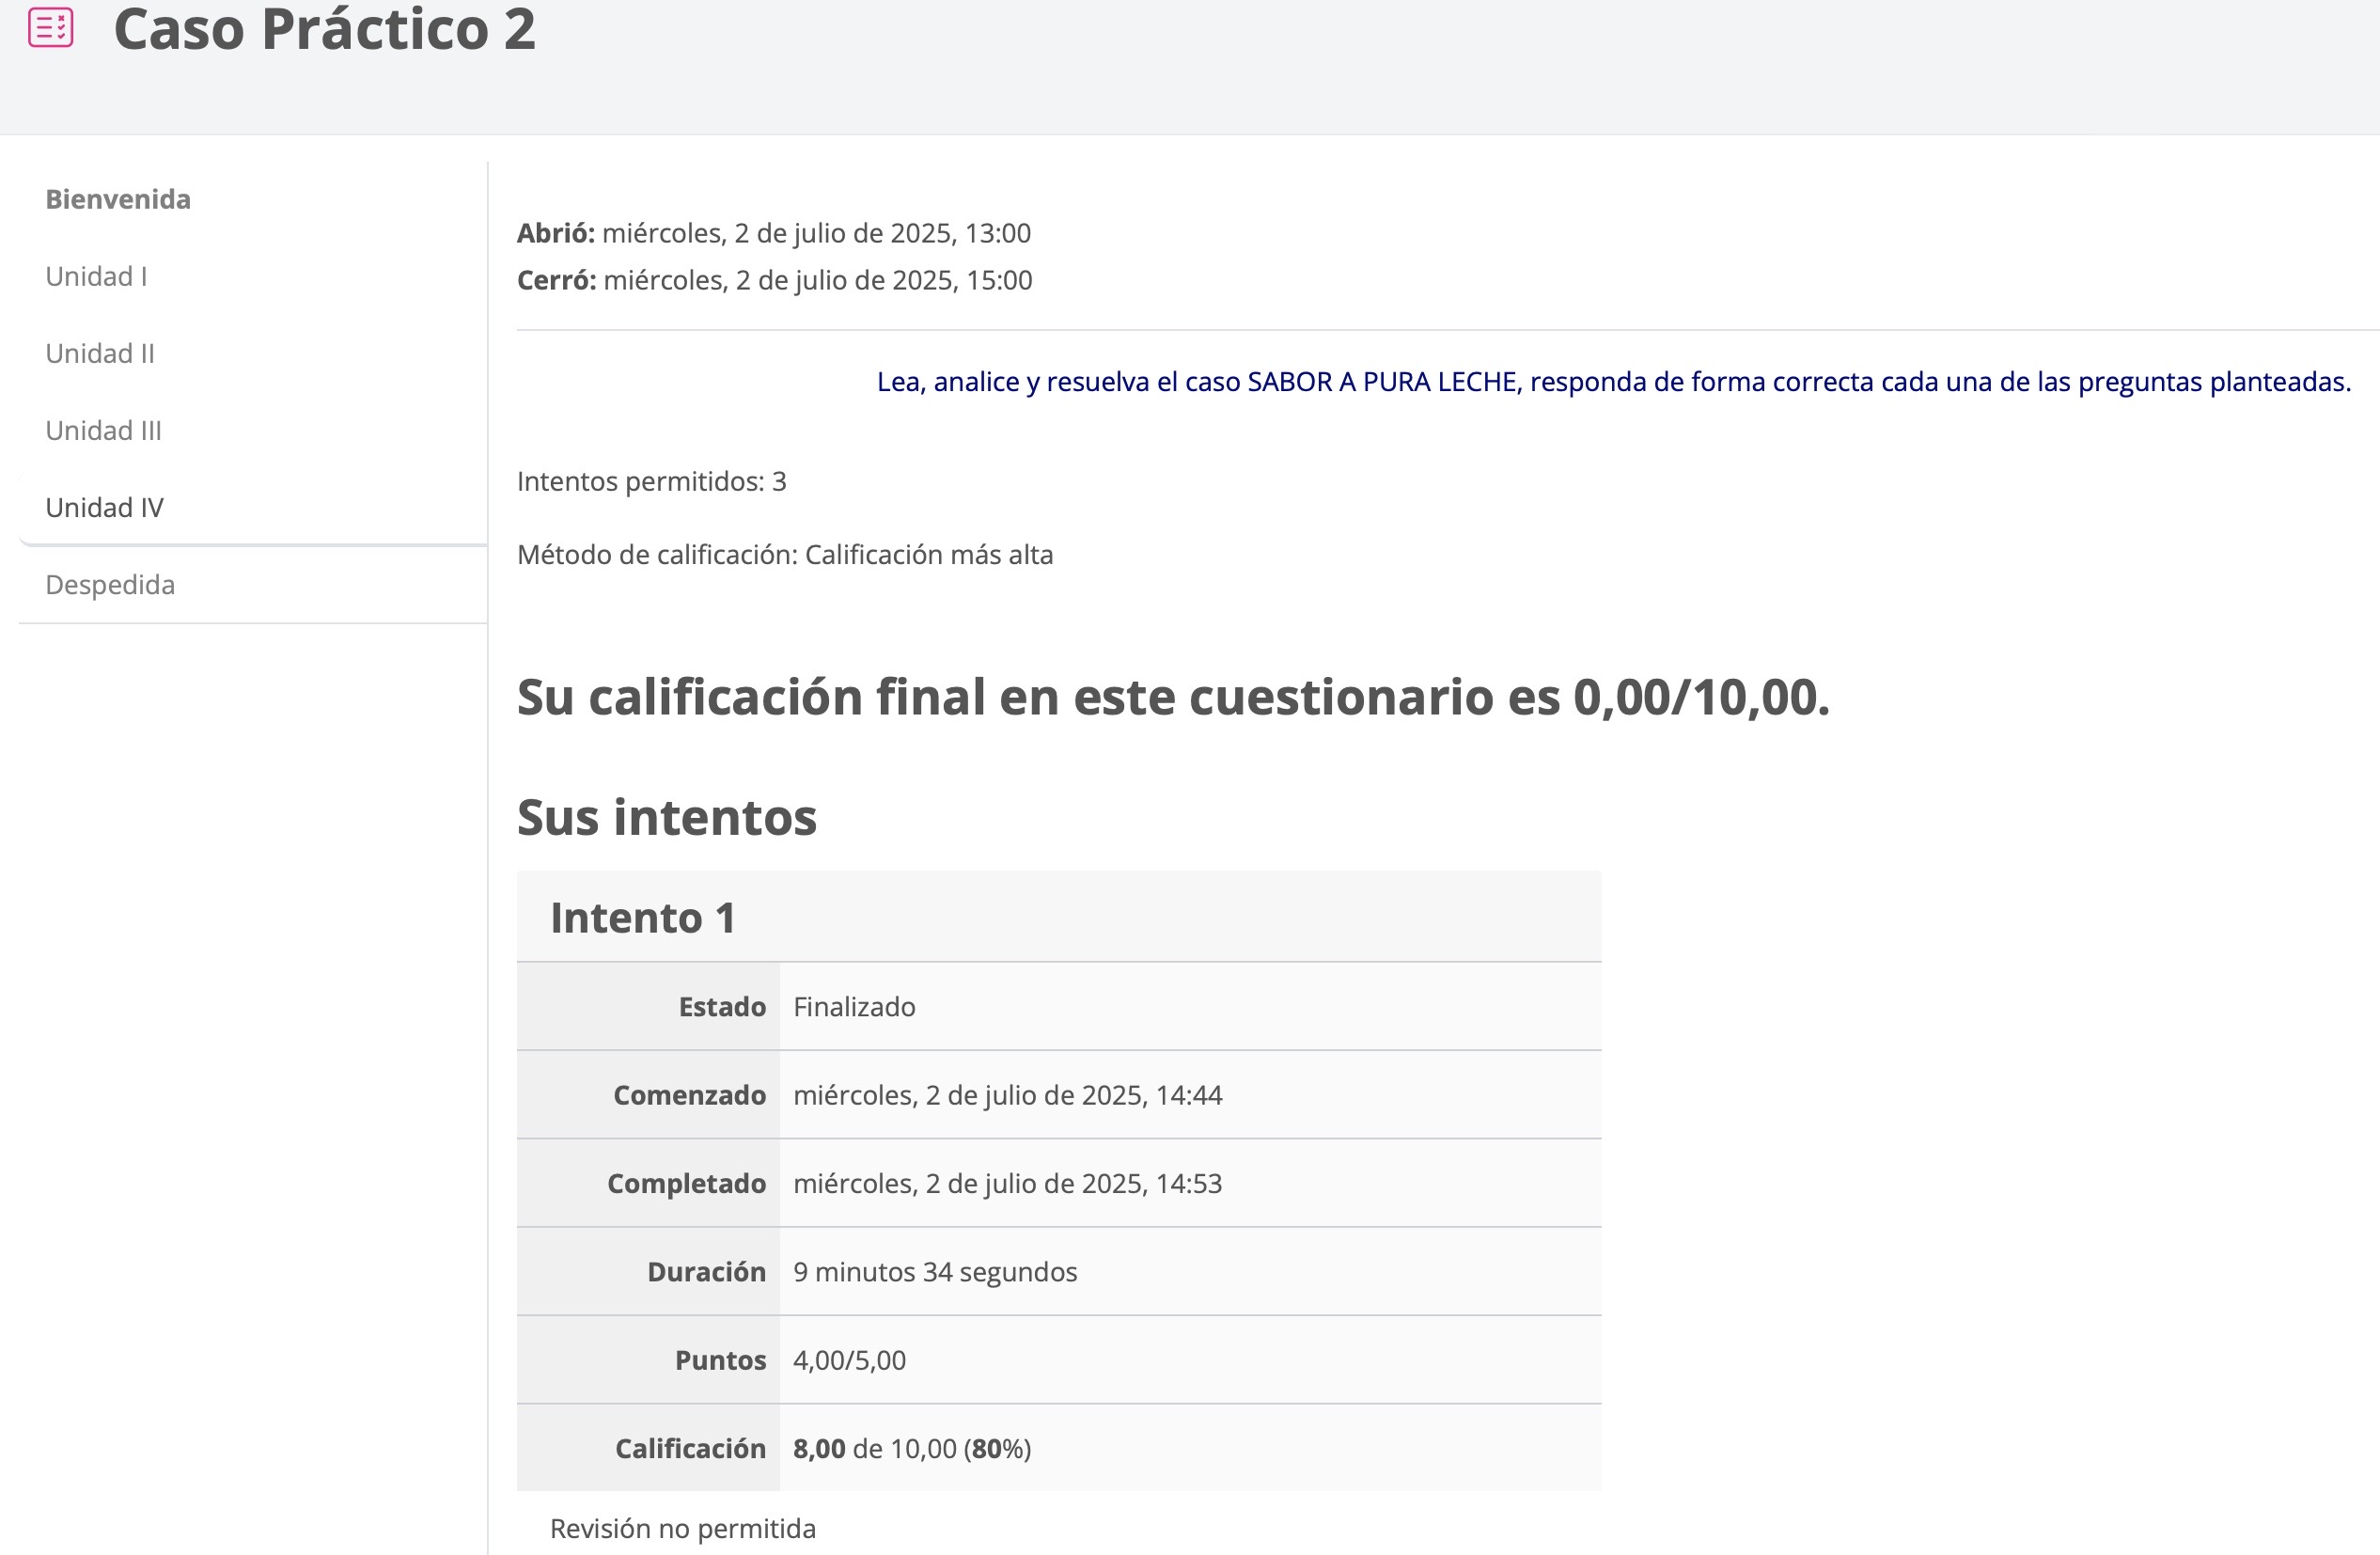 Caso Práctico 2
Bienvenida
Unidad I
Unidad II
Unidad III
Unidad IV
Despedida
Abrió: miércoles, 2 de julio de 2025, 13:00
Cerró: miércoles, 2 de julio de 2025, 15:00
Lea, analice y resuelva el caso SABOR A PURA LECHE, responda de forma correcta cada una de las preguntas planteadas.
Intentos permitidos: 3
Método de calificación: Calificación más alta
Su calificación final en este cuestionario es 0,00/10,00.
Sus intentos
Intento 1
Estado Finalizado
Comenzado miércoles, 2 de julio de 2025, 14:44
Completado miércoles, 2 de julio de 2025, 14:53
Duración 9 minutos 34 segundos
Puntos 4,00/5,00
Calificación 8,00 de 10,00 (80%)
Revisión no permitida